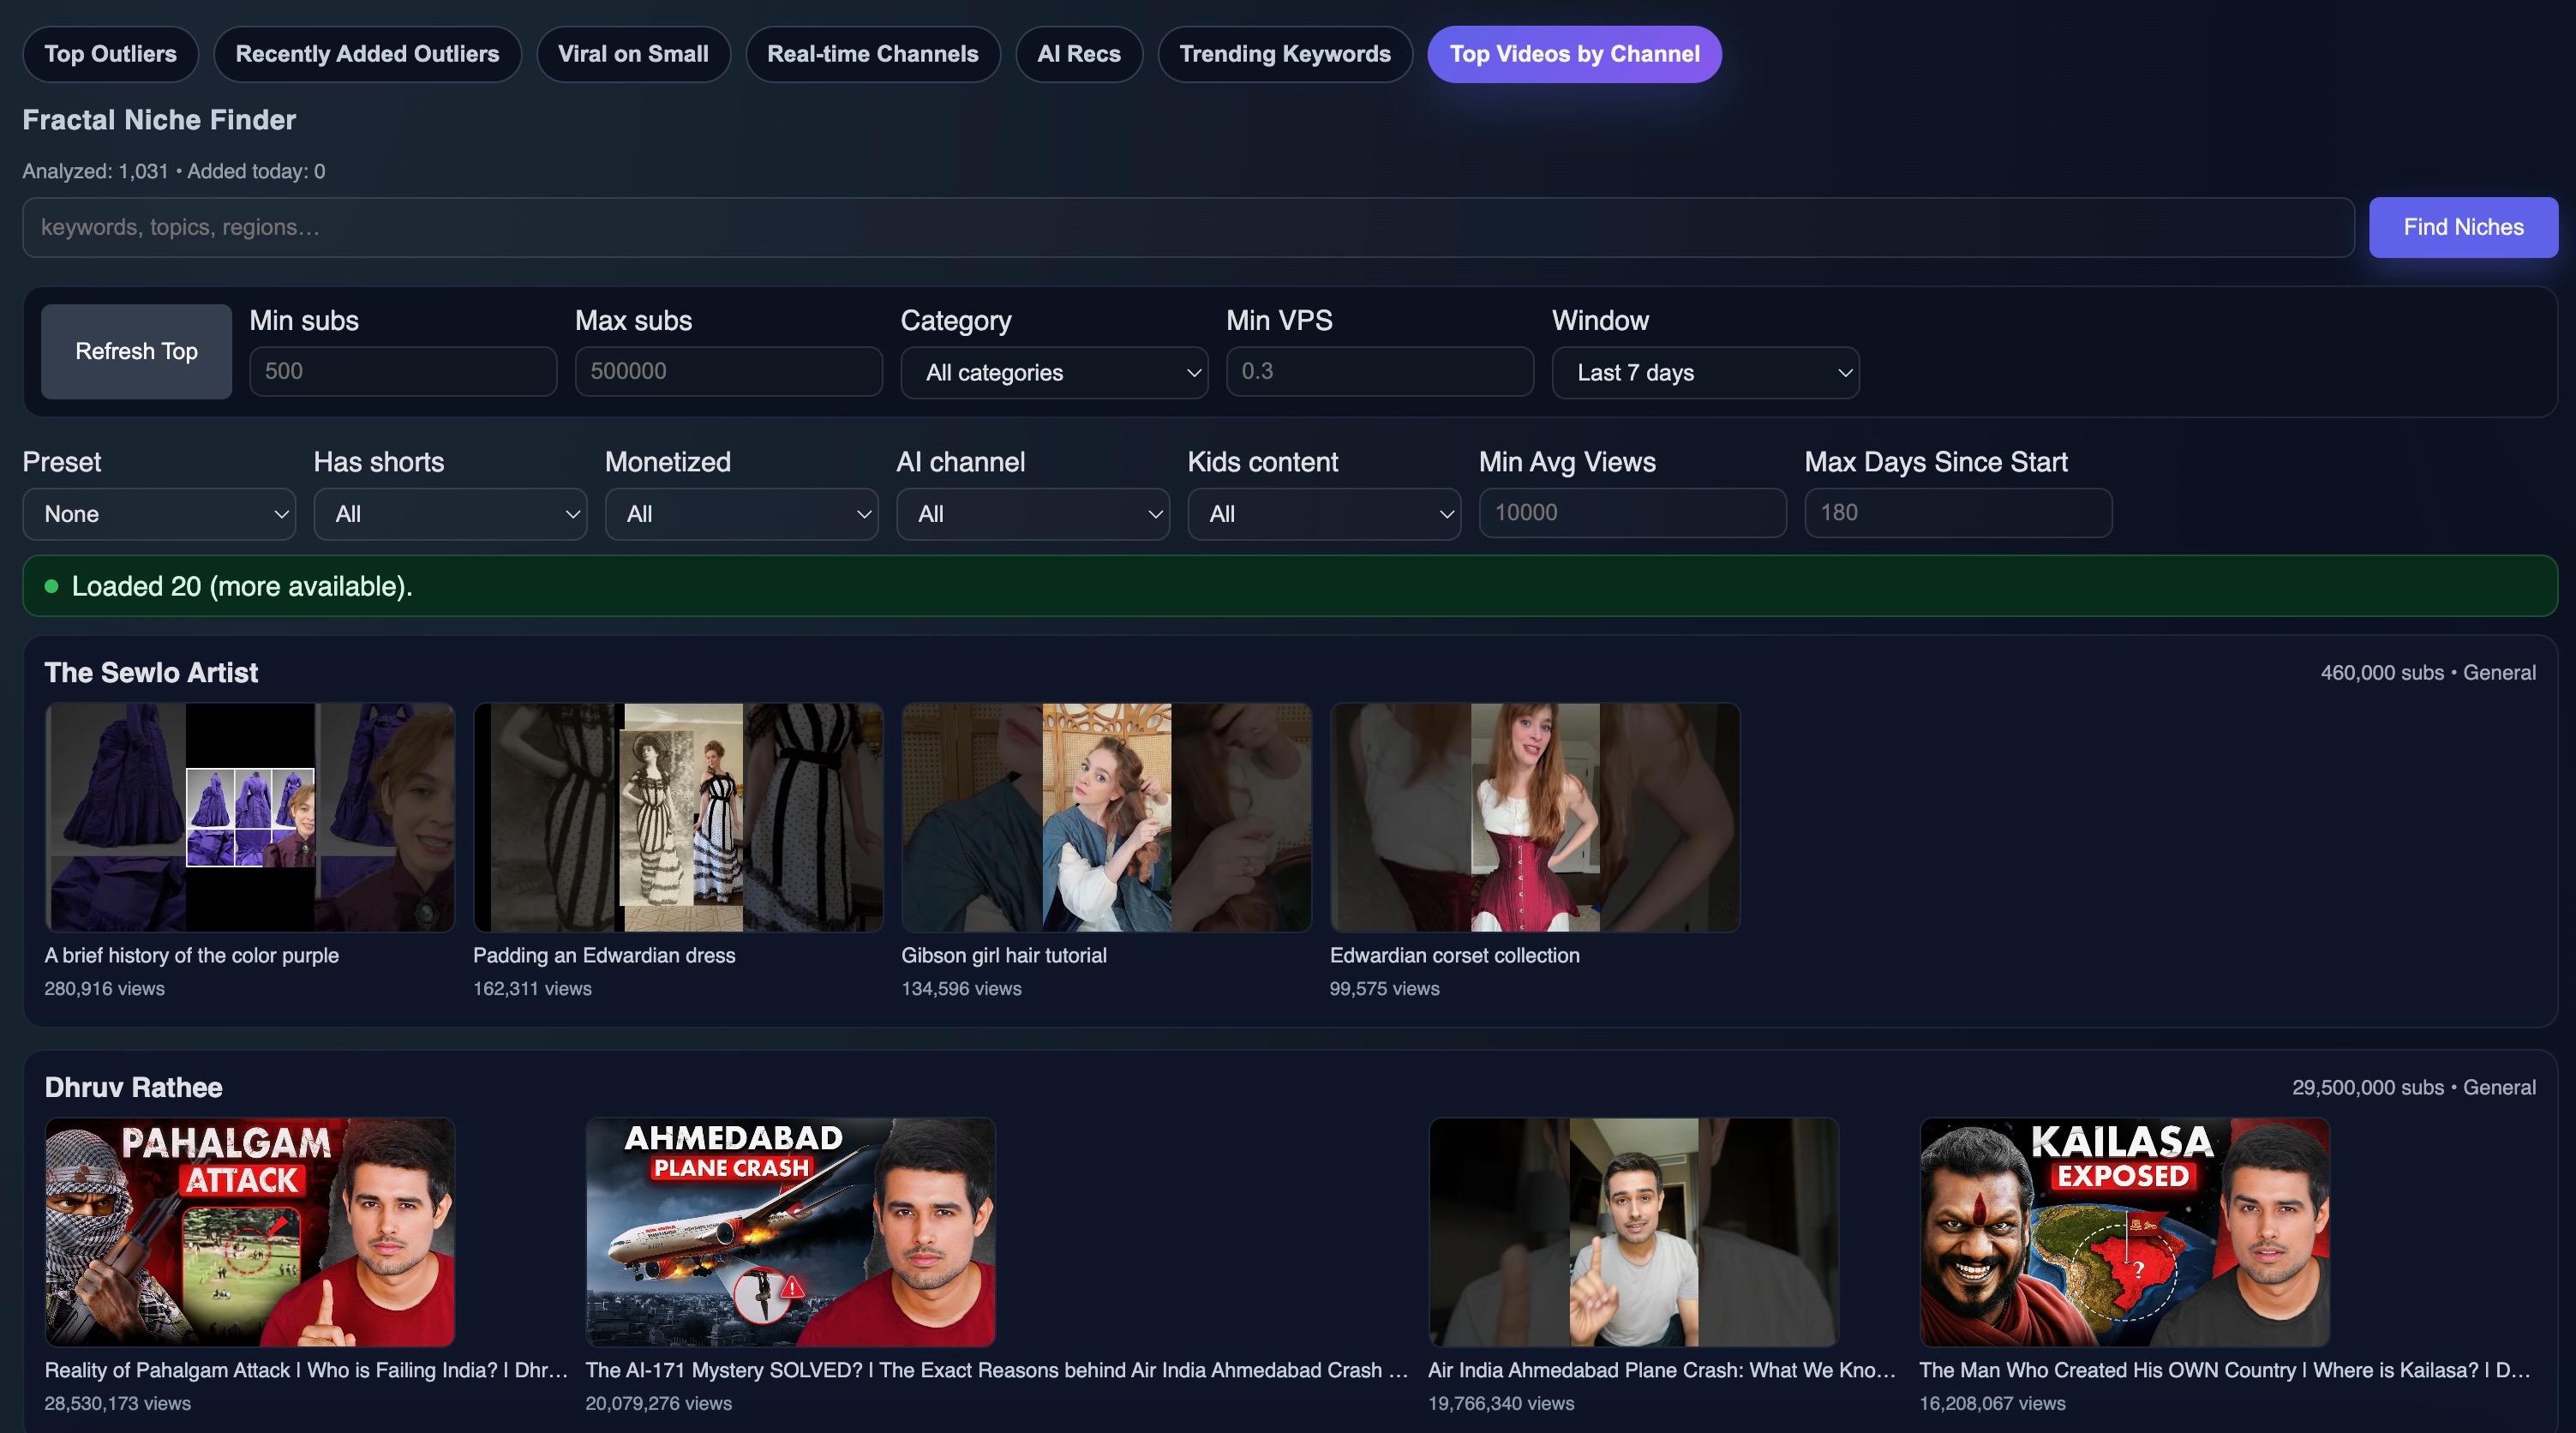 Top Outliers
Recently Added Outliers
Viral on Small
Real-time Channels
AI Recs
Trending Keywords
Top Videos by Channel
Fractal Niche Finder
Analyzed: 1,031 • Added today: 0
keywords, topics, regions…
Find Niches
Refresh Top
Min subs
500
Max subs
500000
Category
All categories
Min VPS
0.3
Window
Last 7 days
Preset
None
Has shorts
All
Monetized
All
AI channel
All
Kids content
All
Min Avg Views
10000
Max Days Since Start
180
Loaded 20 (more available).
The Sewlo Artist
460,000 subs • General
A brief history of the color purple
280,916 views
Padding an Edwardian dress
162,311 views
Gibson girl hair tutorial
134,596 views
Edwardian corset collection
99,575 views
Dhruv Rathee
29,500,000 subs • General
PAHALGAM
ATTACK
Reality of Pahalgam Attack | Who is Failing India? | Dhr…
28,530,173 views
AHMEDABAD
PLANE CRASH
The AI-171 Mystery SOLVED? | The Exact Reasons behind Air India Ahmedabad Crash …
20,079,276 views
Air India Ahmedabad Plane Crash: What We Kno…
19,766,340 views
KAILASA
EXPOSED
?
The Man Who Created His OWN Country | Where is Kailasa? | D…
16,208,067 views